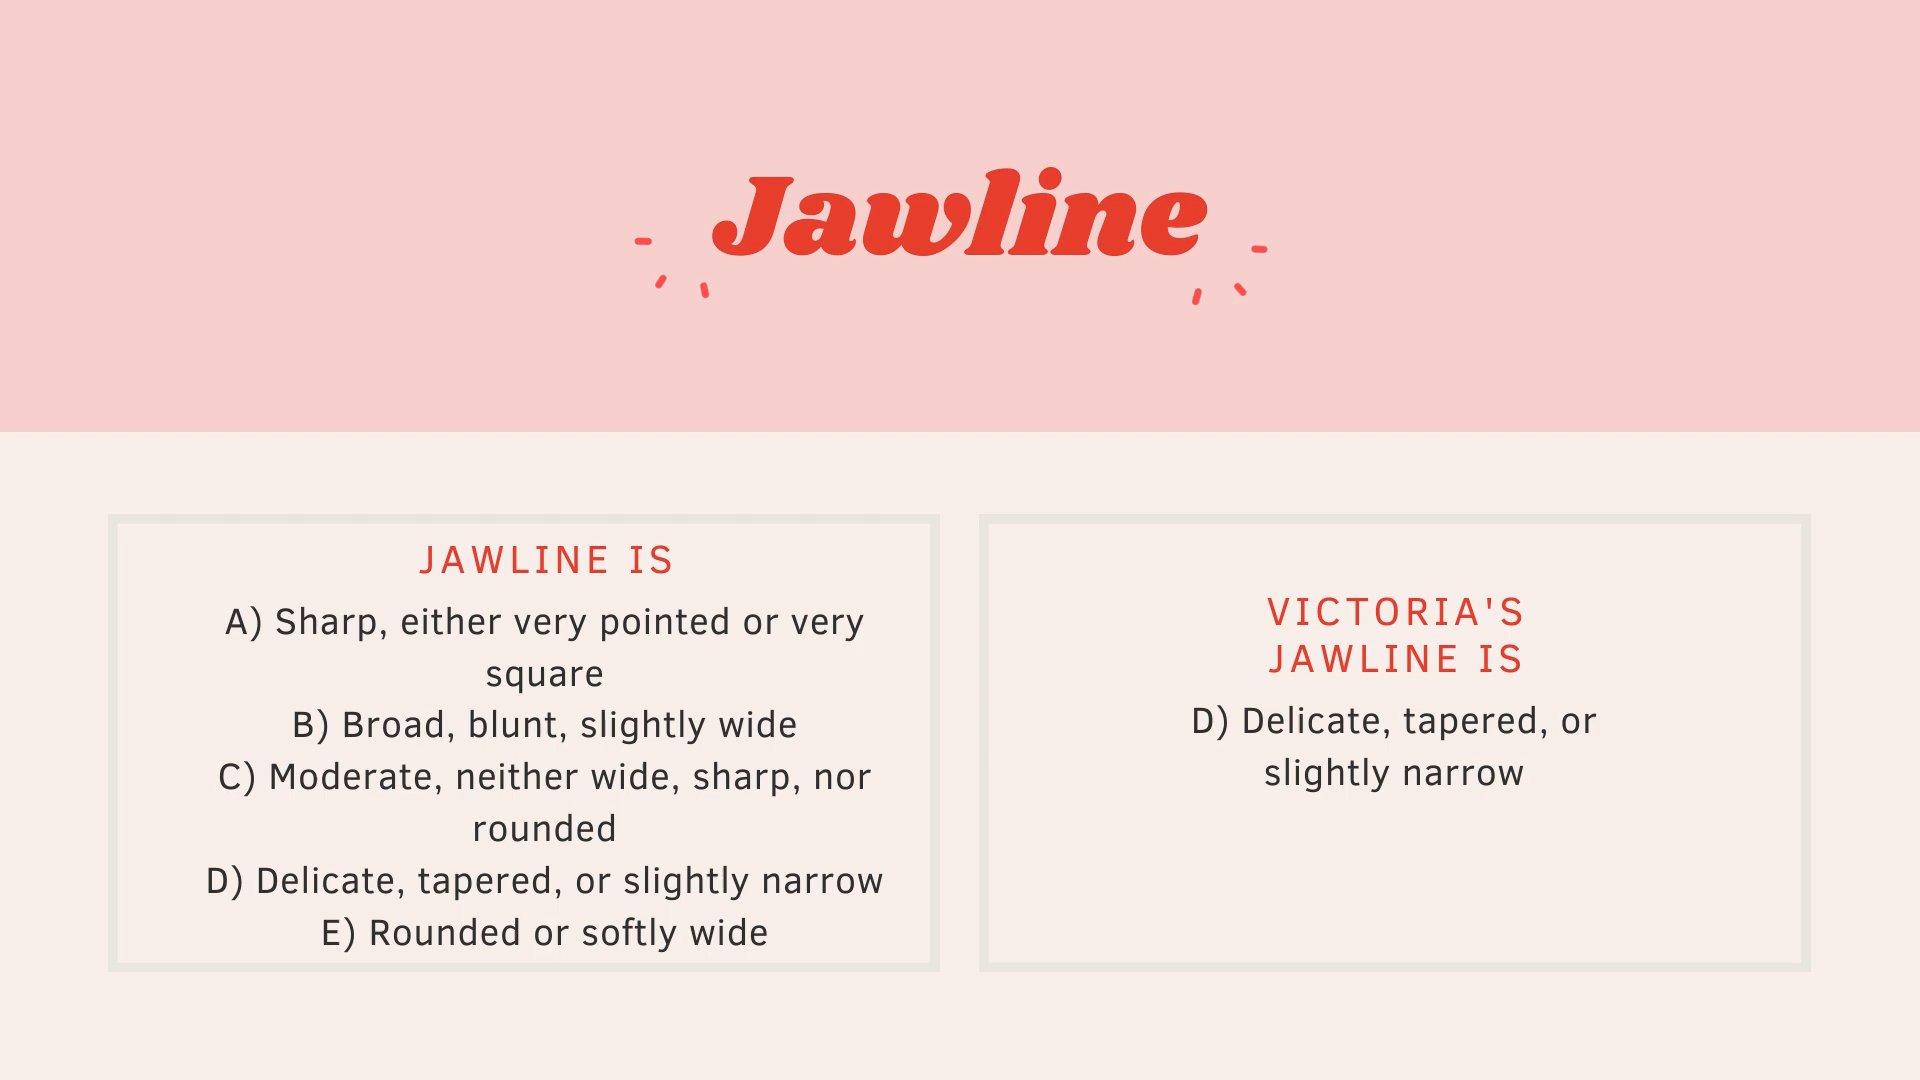 Jawline
JAWLINE IS
A) Sharp, either very pointed or very
square
B) Broad, blunt, slightly wide
C) Moderate, neither wide, sharp, nor
rounded
D) Delicate, tapered, or slightly narrow
E) Rounded or softly wide
VICTORIA'S
JAWLINE IS
D) Delicate, tapered, or
slightly narrow